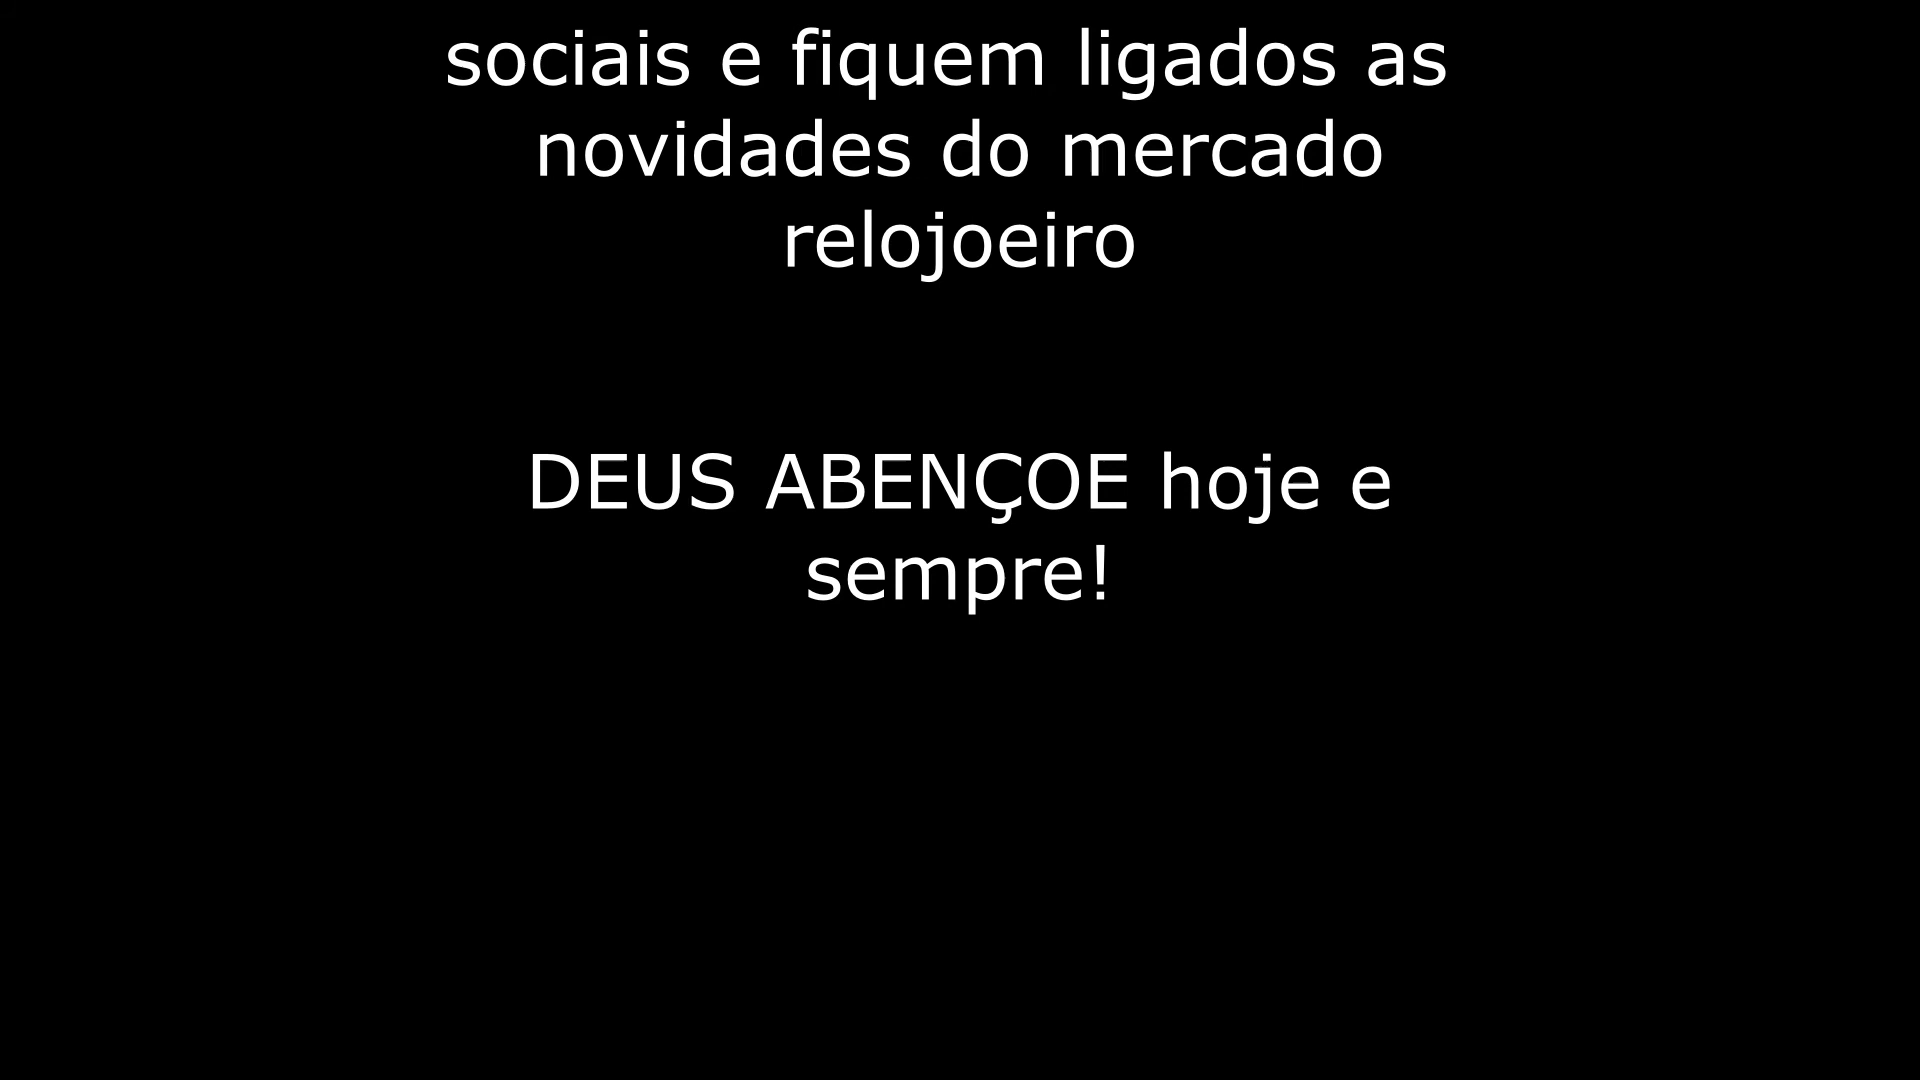 sociais e fiquem ligados as
novidades do mercado
relojoeiro
DEUS ABENÇOE hoje e
sempre!